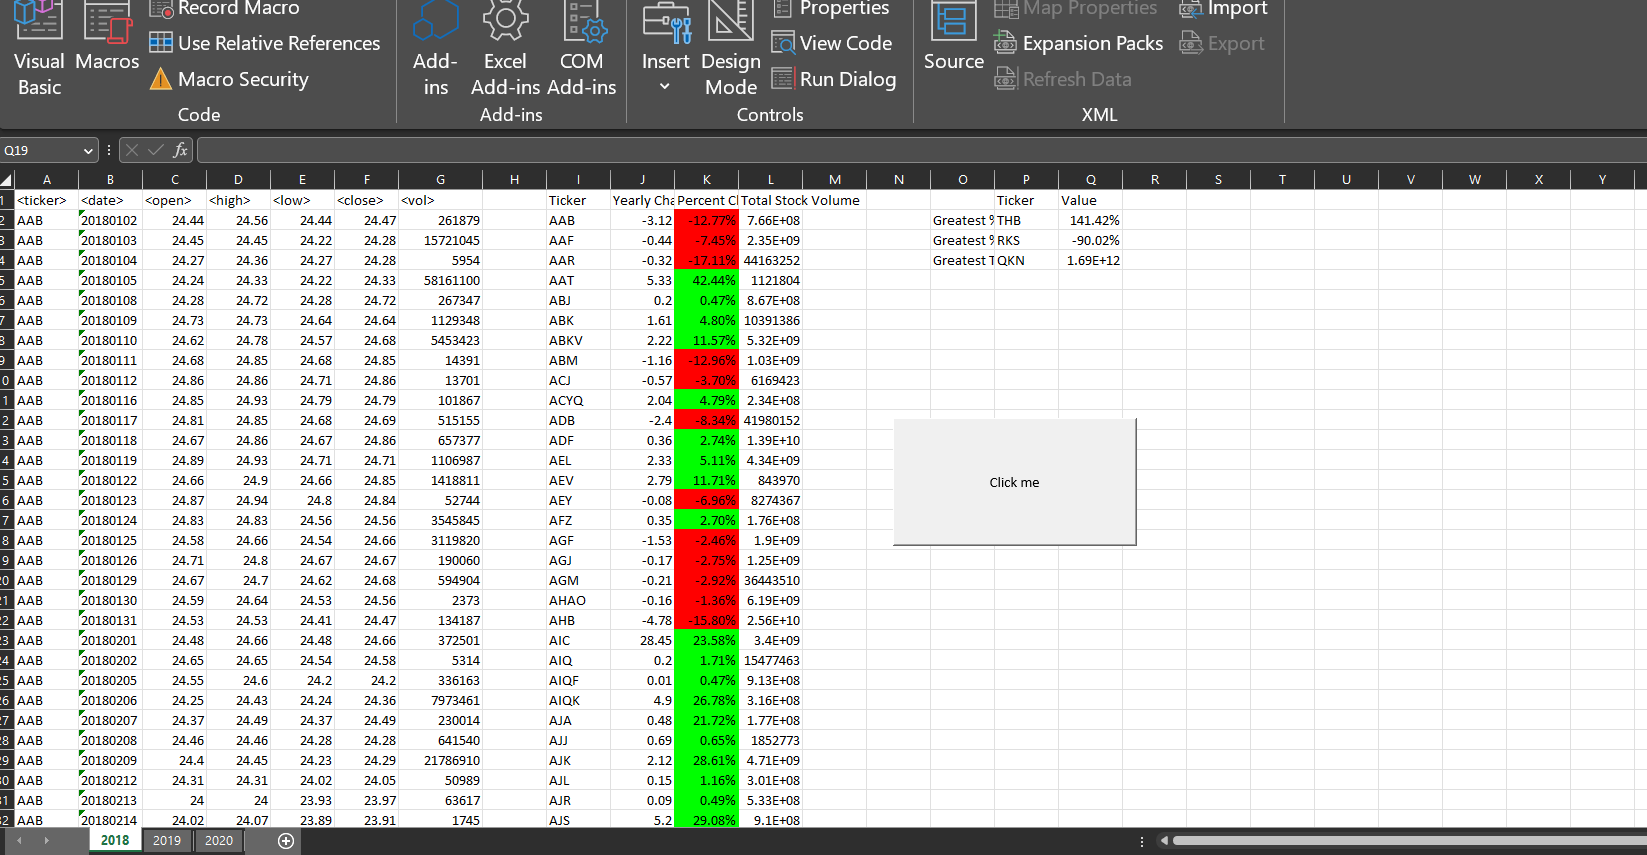 Record Macro Properties Map Properties Import
Use Relative References View Code Expansion Packs Export
Visual Basic Macros Macro Security Add-ins Excel Add-ins COM Add-ins Insert Design Mode Run Dialog Source Refresh Data
Code Add-ins Controls XML
Q19 fx
A B C D E F G H I J K L M N O P Q R S T U V W X Y
1 <ticker> <date> <open> <high> <low> <close> <vol> Ticker Yearly Cha Percent Cl Total Stock Volume Ticker Value
2 AAB 20180102 24.44 24.56 24.44 24.47 261879 AAB -3.12 -12.77% 7.66E+08 Greatest % THB 141.42%
3 AAB 20180103 24.45 24.45 24.22 24.28 15721045 AAF -0.44 -7.45% 2.35E+09 Greatest % RKS -90.02%
4 AAB 20180104 24.27 24.36 24.27 24.28 5954 AAR -0.32 -17.11% 44163252 Greatest T QKN 1.69E+12
5 AAB 20180105 24.24 24.33 24.22 24.33 58161100 AAT 5.33 42.44% 1121804
6 AAB 20180108 24.28 24.72 24.28 24.72 267347 ABJ 0.2 0.47% 8.67E+08
7 AAB 20180109 24.73 24.73 24.64 24.64 1129348 ABK 1.61 4.80% 10391386
8 AAB 20180110 24.62 24.78 24.57 24.68 5453423 ABKV 2.22 11.57% 5.32E+09
9 AAB 20180111 24.68 24.85 24.68 24.85 14391 ABM -1.16 -12.96% 1.03E+09
0 AAB 20180112 24.86 24.86 24.71 24.86 13701 ACJ -0.57 -3.70% 6169423
1 AAB 20180116 24.85 24.93 24.79 24.79 101867 ACYQ 2.04 4.79% 2.34E+08
2 AAB 20180117 24.81 24.85 24.68 24.69 515155 ADB -2.4 -8.34% 41980152
3 AAB 20180118 24.67 24.86 24.67 24.86 657377 ADF 0.36 2.74% 1.39E+10
4 AAB 20180119 24.89 24.93 24.71 24.71 1106987 AEL 2.33 5.11% 4.34E+09
5 AAB 20180122 24.66 24.9 24.66 24.85 1418811 AEV 2.79 11.71% 843970
Click me
6 AAB 20180123 24.87 24.94 24.8 24.84 52744 AEY -0.08 -6.96% 8274367
7 AAB 20180124 24.83 24.83 24.56 24.56 3545845 AFZ 0.35 2.70% 1.76E+08
8 AAB 20180125 24.58 24.66 24.54 24.66 3119820 AGF -1.53 -2.46% 1.9E+09
9 AAB 20180126 24.71 24.8 24.67 24.67 190060 AGJ -0.17 -2.75% 1.25E+09
20 AAB 20180129 24.67 24.7 24.62 24.68 594904 AGM -0.21 -2.92% 36443510
21 AAB 20180130 24.59 24.64 24.53 24.56 2373 AHAO -0.16 -1.36% 6.19E+09
22 AAB 20180131 24.53 24.53 24.41 24.47 134187 AHB -4.78 -15.80% 2.56E+10
23 AAB 20180201 24.48 24.66 24.48 24.66 372501 AIC 28.45 23.58% 3.4E+09
24 AAB 20180202 24.65 24.65 24.54 24.58 5314 AIQ 0.2 1.71% 15477463
25 AAB 20180205 24.55 24.6 24.2 24.2 336163 AIQF 0.01 0.47% 9.13E+08
26 AAB 20180206 24.25 24.43 24.24 24.36 7973461 AIQK 4.9 26.78% 3.16E+08
27 AAB 20180207 24.37 24.49 24.37 24.49 230014 AJA 0.48 21.72% 1.77E+08
28 AAB 20180208 24.46 24.46 24.28 24.28 641540 AJJ 0.69 0.65% 1852773
29 AAB 20180209 24.4 24.45 24.23 24.29 21786910 AJK 2.12 28.61% 4.71E+09
30 AAB 20180212 24.31 24.31 24.02 24.05 50989 AJL 0.15 1.16% 3.01E+08
31 AAB 20180213 24 24 23.93 23.97 63617 AJR 0.09 0.49% 5.33E+08
32 AAB 20180214 24.02 24.07 23.89 23.91 1745 AJS 5.2 29.08% 9.1E+08
2018 2019 2020